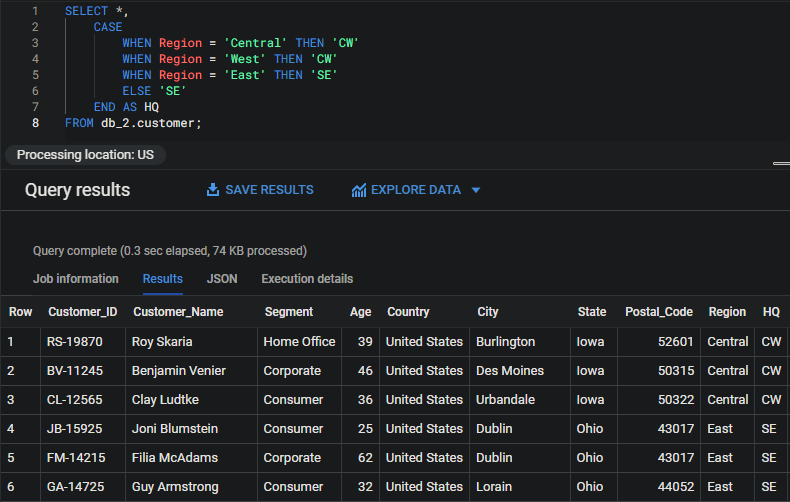 1 SELECT *,
2 CASE
3 WHEN Region = 'Central' THEN 'CW'
4 WHEN Region = 'West' THEN 'CW'
5 WHEN Region = 'East' THEN 'SE'
6 ELSE 'SE'
7 END AS HQ
8 FROM db_2.customer;
Processing location: US
Query results SAVE RESULTS EXPLORE DATA
Query complete (0.3 sec elapsed, 74 KB processed)
Job information Results JSON Execution details
Row Customer_ID Customer_Name Segment Age Country City State Postal_Code Region HQ
1 RS-19870 Roy Skaria Home Office 39 United States Burlington Iowa 52601 Central CW
2 BV-11245 Benjamin Venier Corporate 46 United States Des Moines Iowa 50315 Central CW
3 CL-12565 Clay Ludtke Consumer 36 United States Urbandale Iowa 50322 Central CW
4 JB-15925 Joni Blumstein Consumer 25 United States Dublin Ohio 43017 East SE
5 FM-14215 Filia McAdams Corporate 62 United States Dublin Ohio 43017 East SE
6 GA-14725 Guy Armstrong Consumer 32 United States Lorain Ohio 44052 East SE